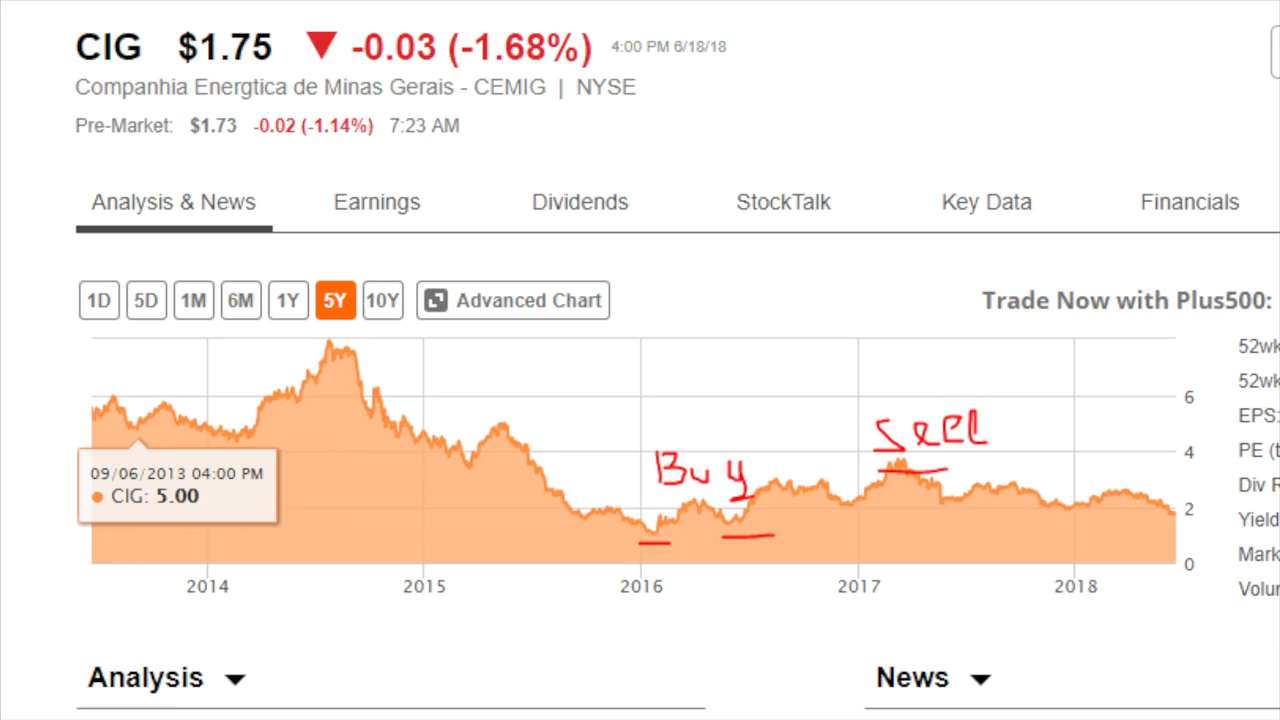 CIG $1.75 ▼ -0.03 (-1.68%) 4:00 PM 6/18/18
Companhia Energtica de Minas Gerais - CEMIG | NYSE
Pre-Market: $1.73 -0.02 (-1.14%) 7:23 AM
Analysis & News Earnings Dividends StockTalk Key Data Financials
1D 5D 1M 6M 1Y 5Y 10Y Advanced Chart
Trade Now with Plus500:
52wk
52wk
EPS:
PE (t
Div R
Yield
Mark
Volu
6
4
2
0
Sell
Buy
09/06/2013 04:00 PM
CIG: 5.00
2014 2015 2016 2017 2018
Analysis
News